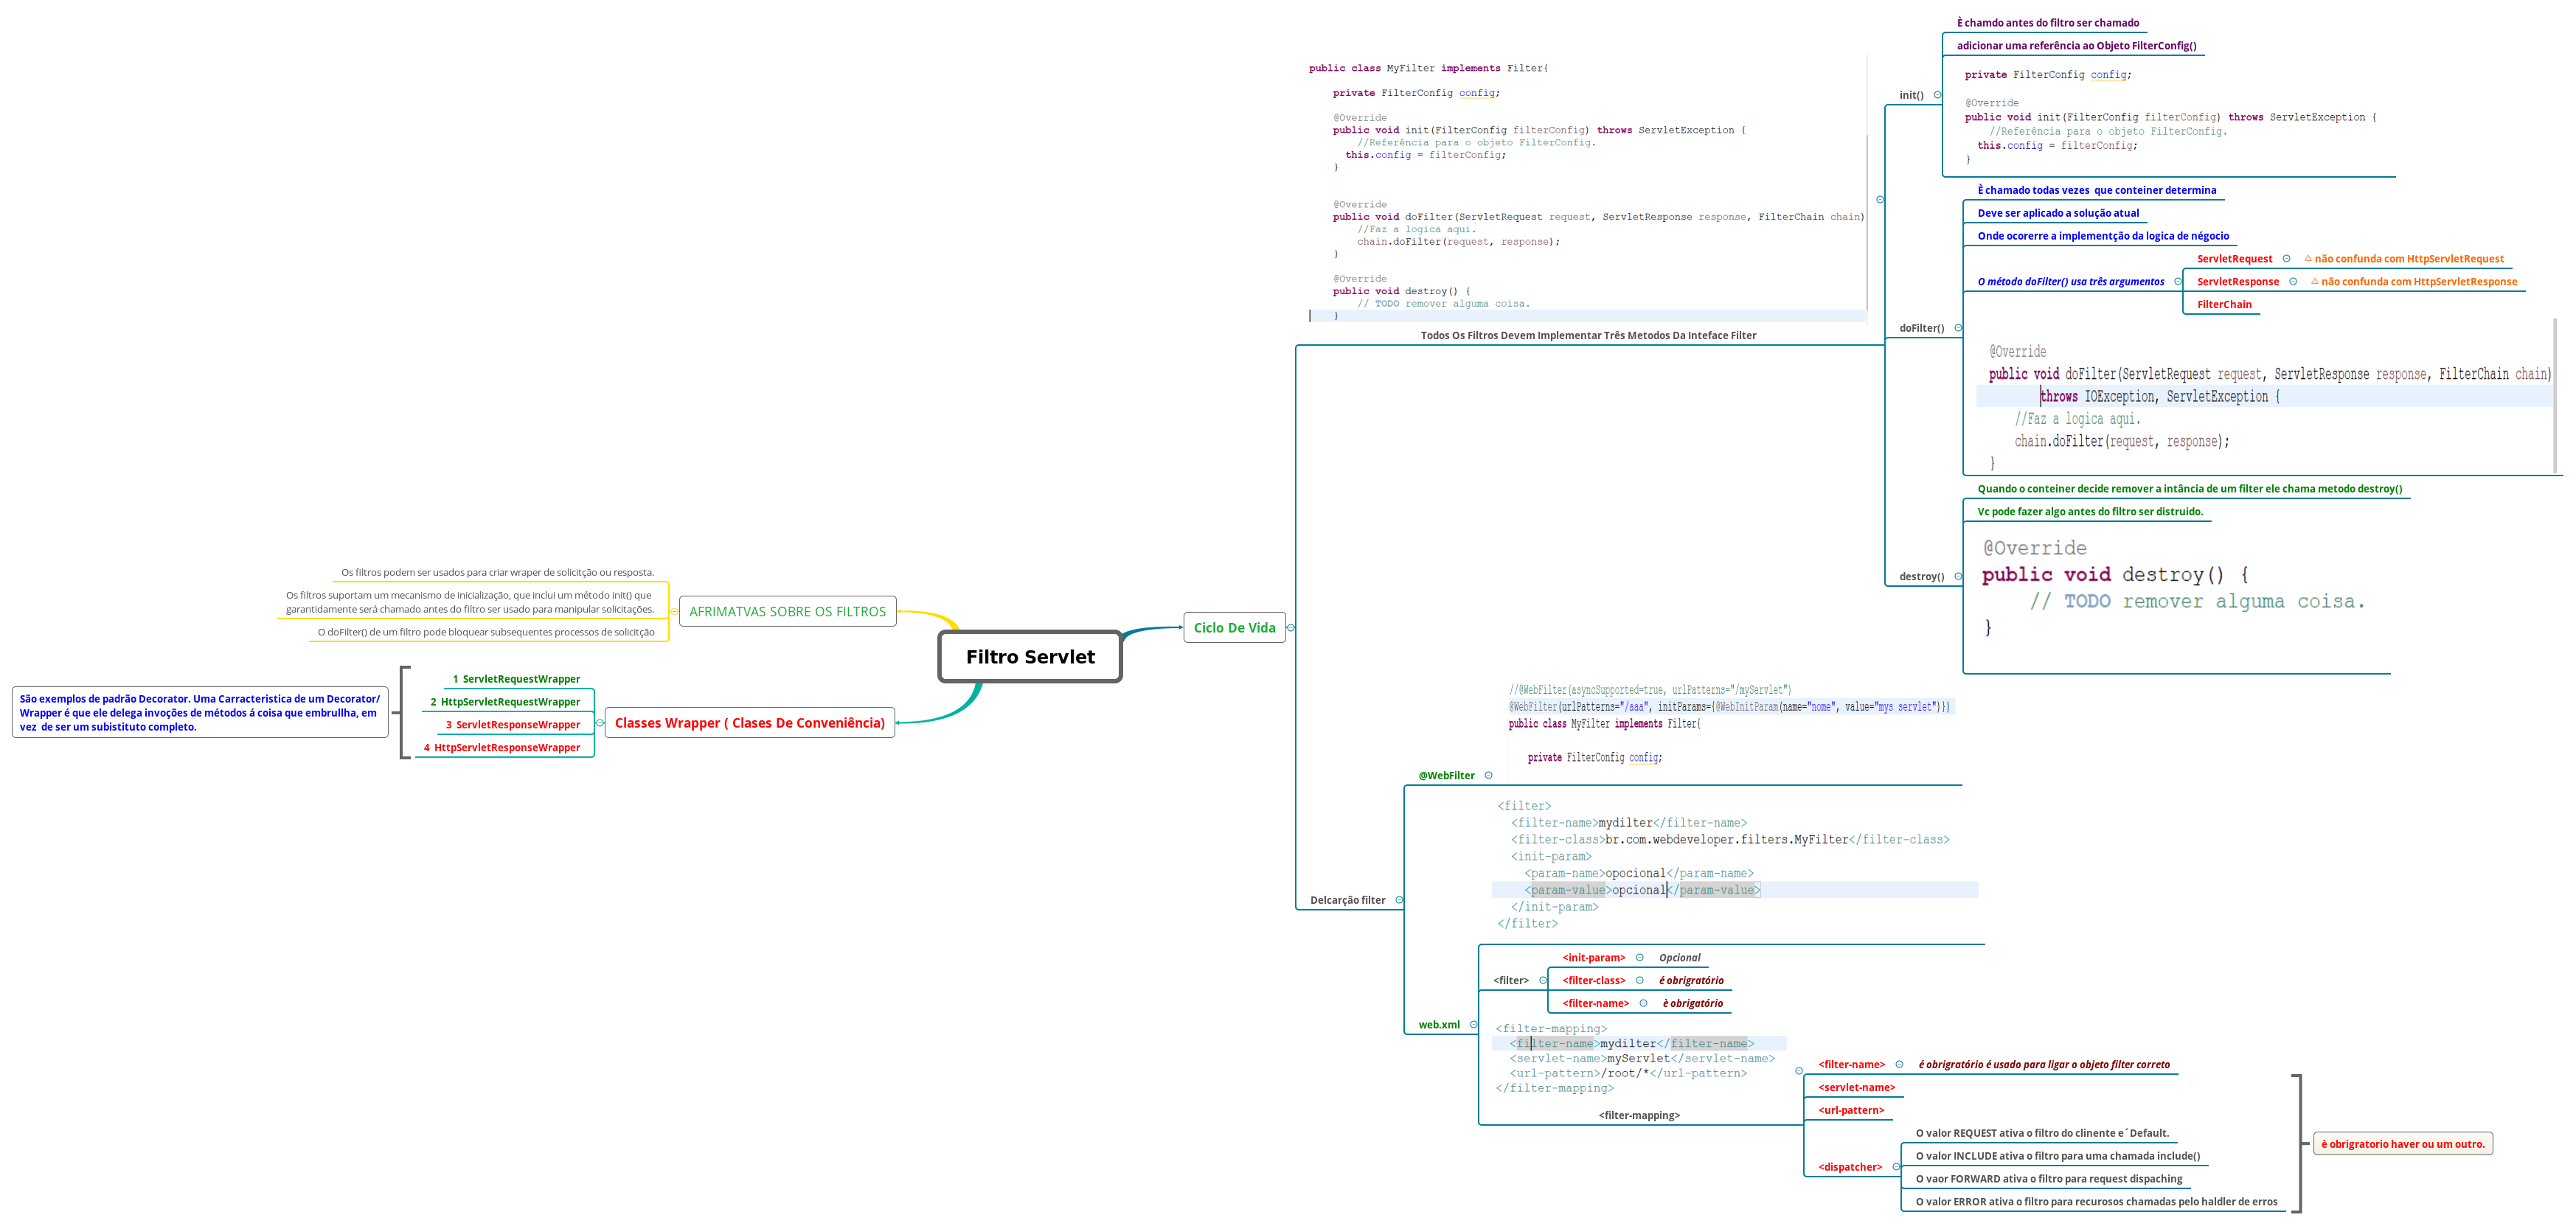 Filtro Servlet
Ciclo De Vida
public class MyFilter implements Filter{
private FilterConfig config;
@Override
public void init(FilterConfig filterConfig) throws ServletException {
//Referência para o objeto FilterConfig.
this.config = filterConfig;
}
@Override
public void doFilter(ServletRequest request, ServletResponse response, FilterChain chain)
//Faz a logica aqui.
chain.doFilter(request, response);
}
@Override
public void destroy() {
// TODO remover alguma coisa.
}
Todos Os Filtros Devem Implementar Três Metodos Da Inteface Filter
init()
È chamdo antes do filtro ser chamado
adicionar uma referência ao Objeto FilterConfig()
private FilterConfig config;
@Override
public void init(FilterConfig filterConfig) throws ServletException {
//Referência para o objeto FilterConfig.
this.config = filterConfig;
}
doFilter()
È chamado todas vezes  que conteiner determina
Deve ser aplicado a solução atual
Onde ocorerre a implementção da logica de négocio
O método doFilter() usa três argumentos
ServletRequest
⚠ não confunda com HttpServletRequest
ServletResponse
⚠ não confunda com HttpServletResponse
FilterChain
@Override
public void doFilter(ServletRequest request, ServletResponse response, FilterChain chain)
throws IOException, ServletException {
//Faz a logica aqui.
chain.doFilter(request, response);
}
destroy()
Quando o conteiner decide remover a intância de um filter ele chama metodo destroy()
Vc pode fazer algo antes do filtro ser distruido.
@Override
public void destroy() {
// TODO remover alguma coisa.
}
Delcarção filter
@WebFilter
//@WebFilter(asyncSupported=true, urlPatterns="/myServlet")
@WebFilter(urlPatterns="/aaa", initParams={@WebInitParam(name="nome", value="mys servlet")})
public class MyFilter implements Filter{
private FilterConfig config;
web.xml
<filter>
<filter-name>mydilter</filter-name>
<filter-class>br.com.webdeveloper.filters.MyFilter</filter-class>
<init-param>
<param-name>opocional</param-name>
<param-value>opcional</param-value>
</init-param>
</filter>
<filter>
<init-param>
Opcional
<filter-class>
é obrigratório
<filter-name>
è obrigatório
<filter-mapping>
<filter-name>mydilter</filter-name>
<servlet-name>myServlet</servlet-name>
<url-pattern>/root/*</url-pattern>
</filter-mapping>
<filter-mapping>
<filter-name>
é obrigratório é usado para ligar o objeto filter correto
<servlet-name>
<url-pattern>
<dispatcher>
O valor REQUEST ativa o filtro do clinente e´ Default.
O valor INCLUDE ativa o filtro para uma chamada include()
O vaor FORWARD ativa o filtro para request dispaching
O valor ERROR ativa o filtro para recurosos chamadas pelo haldler de erros
è obrigratorio haver ou um outro.
Classes Wrapper ( Clases De Conveniência)
1  ServletRequestWrapper
2  HttpServletRequestWrapper
3  ServletResponseWrapper
4  HttpServletResponseWrapper
São exemplos de padrão Decorator. Uma Carracteristica de um Decorator/
Wrapper é que ele delega invoções de métodos á coisa que embrullha, em
vez  de ser um subistituto completo.
AFRIMATVAS SOBRE OS FILTROS
Os filtros podem ser usados para criar wraper de solicitção ou resposta.
Os filtros suportam um mecanismo de inicialização, que inclui um método init() que
garantidamente será chamado antes do filtro ser usado para manipular solicitações.
O doFilter() de um filtro pode bloquear subsequentes processos de solicitção